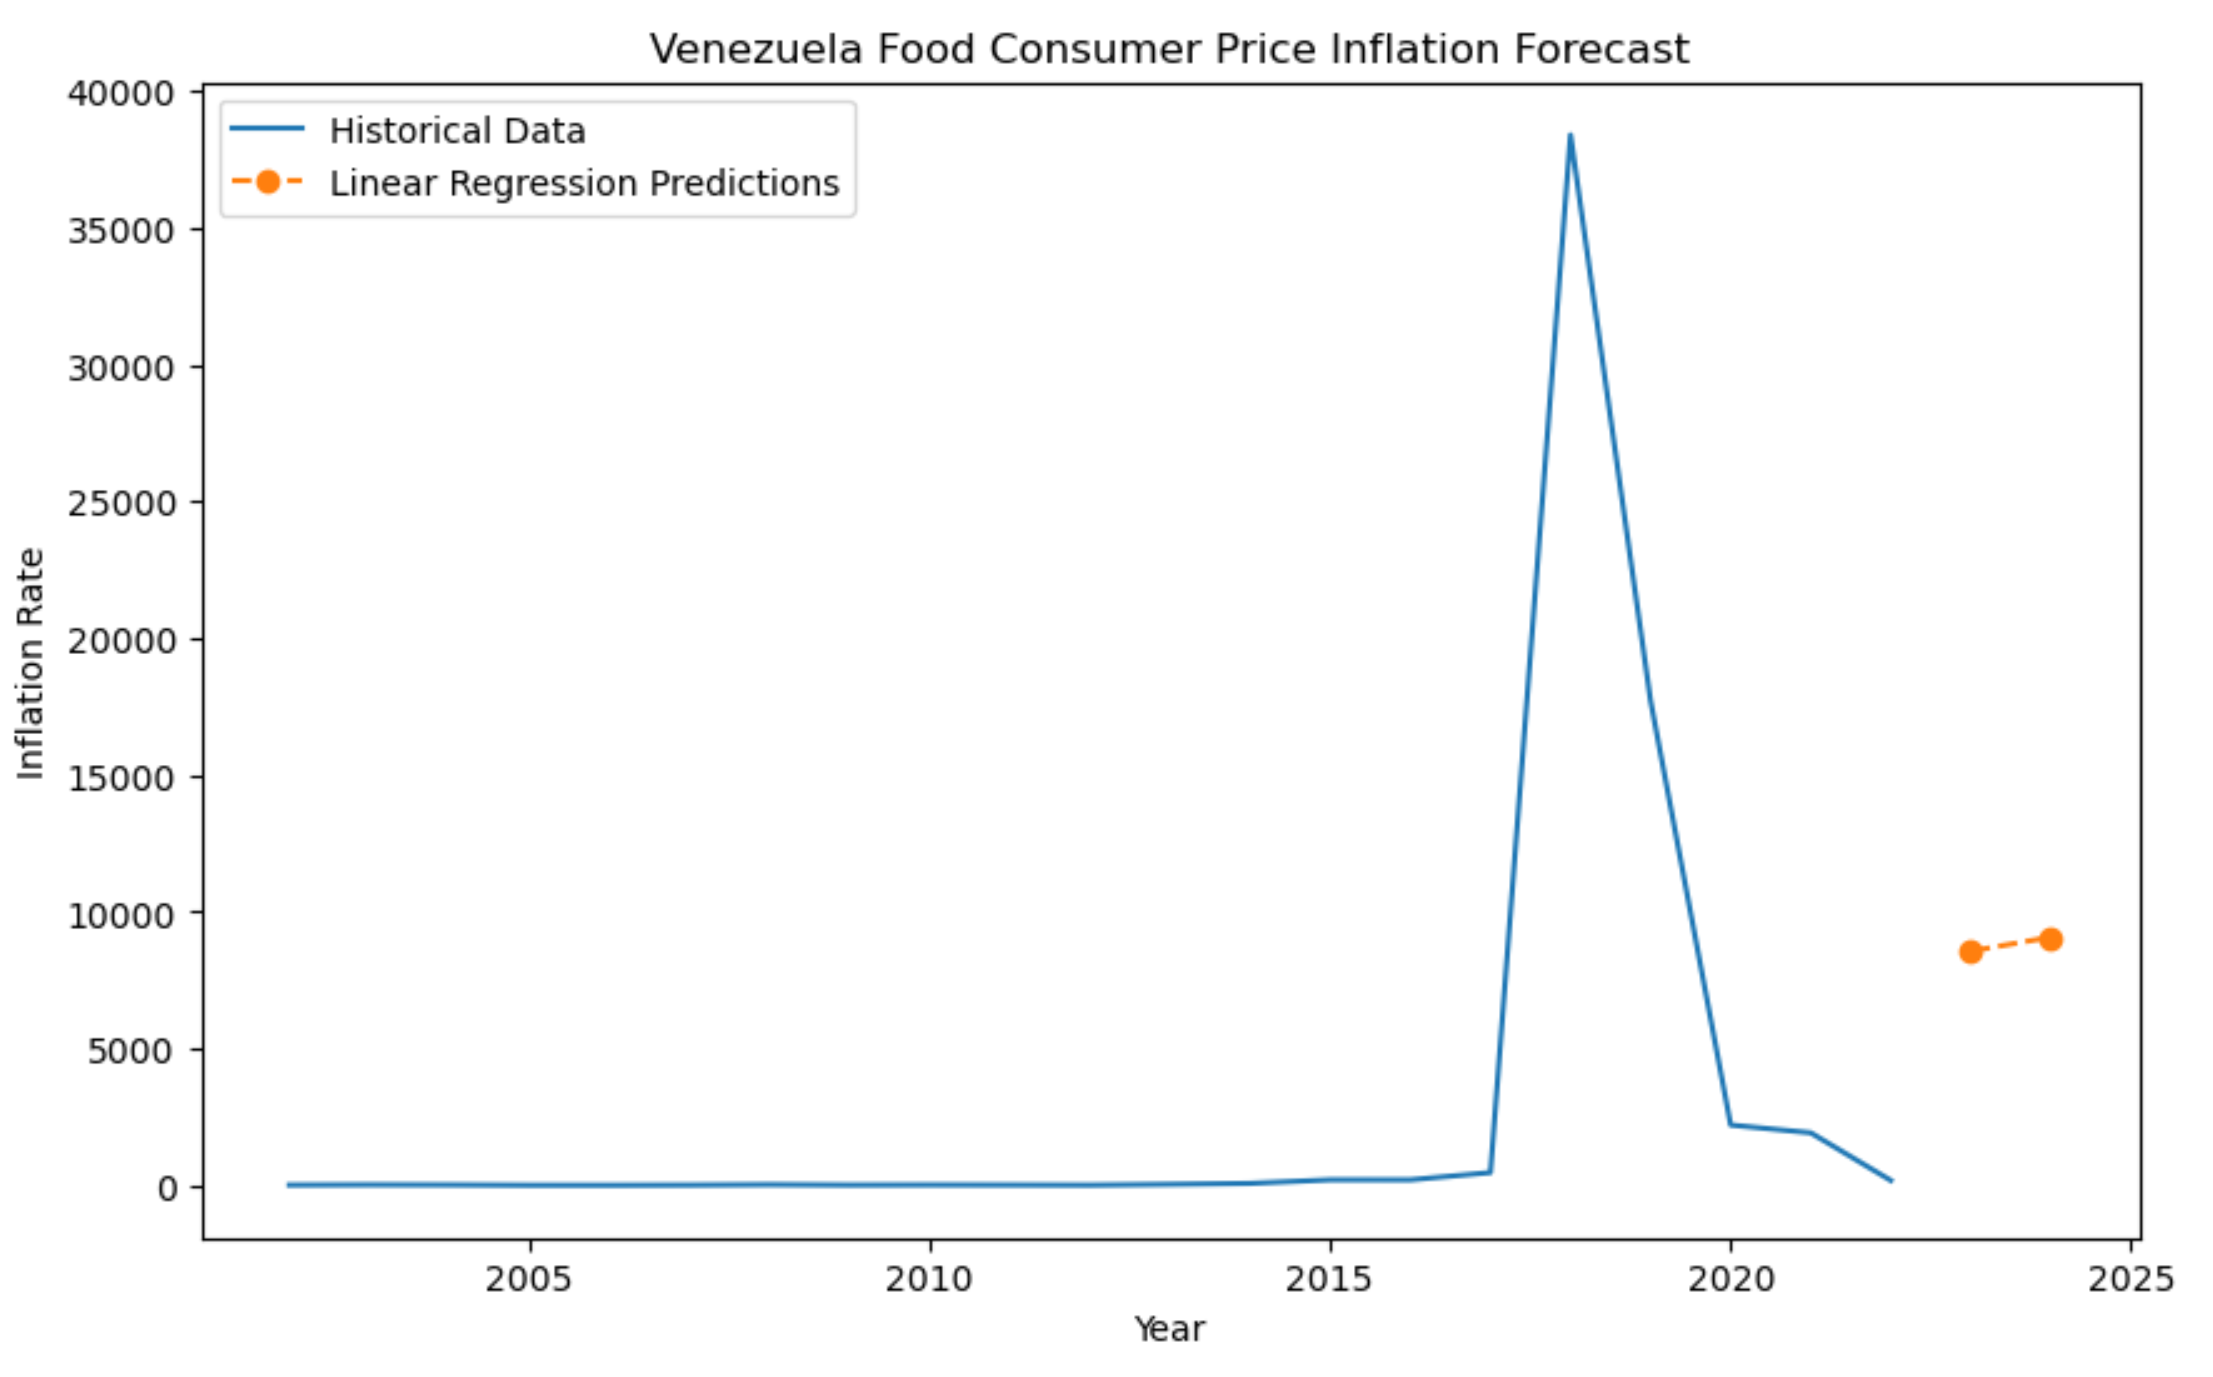 Venezuela Food Consumer Price Inflation Forecast
Historical Data
Linear Regression Predictions
40000
35000
30000
25000
20000
15000
10000
5000
0
Inflation Rate
2005
2010
2015
2020
2025
Year